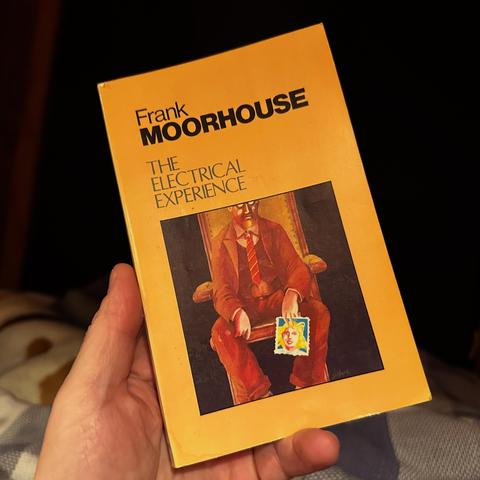 Frank
MOORHOUSE
THE
ELECTRICAL
EXPERIENCE